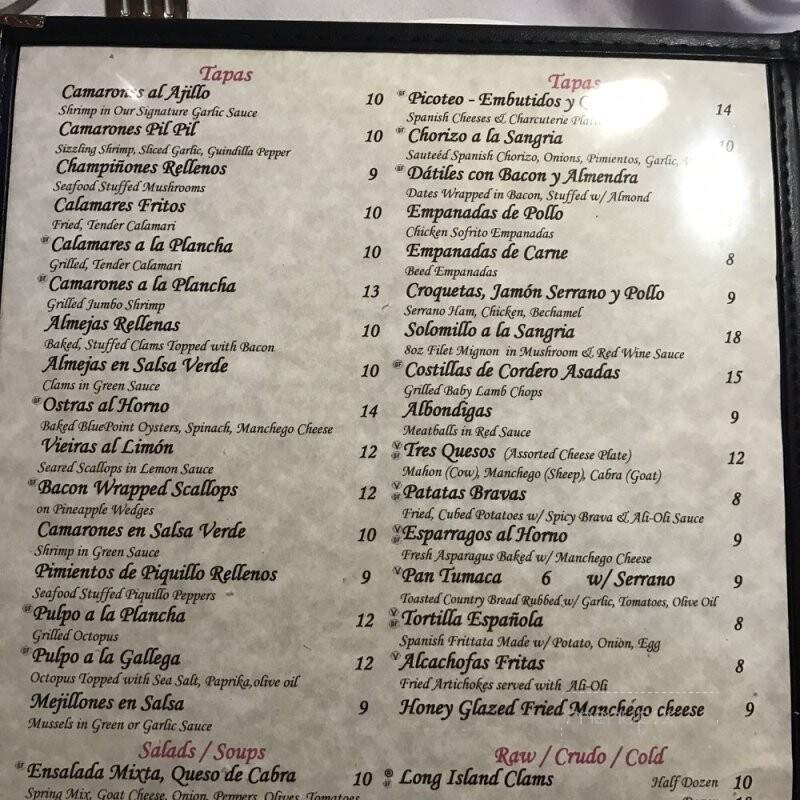 Tapas
Camarones al Ajillo 10
Shrimp in Our Signature Garlic Sauce
Camarones Pil Pil 10
Sizzling Shrimp, Sliced Garlic, Guindilla Pepper
Champiñones Rellenos 9
Seafood Stuffed Mushrooms
Calamares Fritos 10
Fried, Tender Calamari
Calamares a la Plancha 10
Grilled, Tender Calamari
Camarones a la Plancha 13
Grilled Jumbo Shrimp
Almejas Rellenas 10
Baked, Stuffed Clams Topped with Bacon
Almejas en Salsa Verde 10
Clams in Green Sauce
Ostras al Horno 14
Baked BluePoint Oysters, Spinach, Manchego Cheese
Vieiras al Limón 12
Seared Scallops in Lemon Sauce
Bacon Wrapped Scallops 12
on Pineapple Wedges
Camarones en Salsa Verde 10
Shrimp in Green Sauce
Pimientos de Piquillo Rellenos 9
Seafood Stuffed Piquillo Peppers
Pulpo a la Plancha 12
Grilled Octopus
Pulpo a la Gallega 12
Octopus Topped with Sea Salt, Paprika,olive oil
Mejillones en Salsa 9
Mussels in Green or Garlic Sauce
Salads / Soups
Ensalada Mixta, Queso de Cabra 10
Spring Mix, Goat Cheese, Onion, Peppers, Olives, Tomatoes
Tapas
Picoteo - Embutidos y 14
Spanish Cheeses & Charcuterie
Chorizo a la Sangria 10
Sauteéd Spanish Chorizo, Onions, Pimientos, Garlic,
Dátiles con Bacon y Almendra
Dates Wrapped in Bacon, Stuffed w/ Almond
Empanadas de Pollo
Chicken Sofrito Empanadas
Empanadas de Carne 8
Beed Empanadas
Croquetas, Jamón Serrano y Pollo 9
Serrano Ham, Chicken, Bechamel
Solomillo a la Sangria 18
8oz Filet Mignon in Mushroom & Red Wine Sauce
Costillas de Cordero Asadas 15
Grilled Baby Lamb Chops
Albondigas 9
Meatballs in Red Sauce
Tres Quesos (Assorted Cheese Plate) 12
Mahon (Cow), Manchego (Sheep), Cabra (Goat)
Patatas Bravas 8
Fried, Cubed Potatoes w/ Spicy Brava & Ali-Oli Sauce
Esparragos al Horno 9
Fresh Asparagus Baked w/ Manchego Cheese
Pan Tumaca 6 w/ Serrano 9
Toasted Country Bread Rubbed w/ Garlic, Tomatoes, Olive Oil
Tortilla Española 8
Spanish Frittata Made w/ Potato, Onion, Egg
Alcachofas Fritas 8
Fried Artichokes served with Ali-Oli
Honey Glazed Fried Manchego cheese 9
Raw / Crudo / Cold
Long Island Clams Half Dozen 10